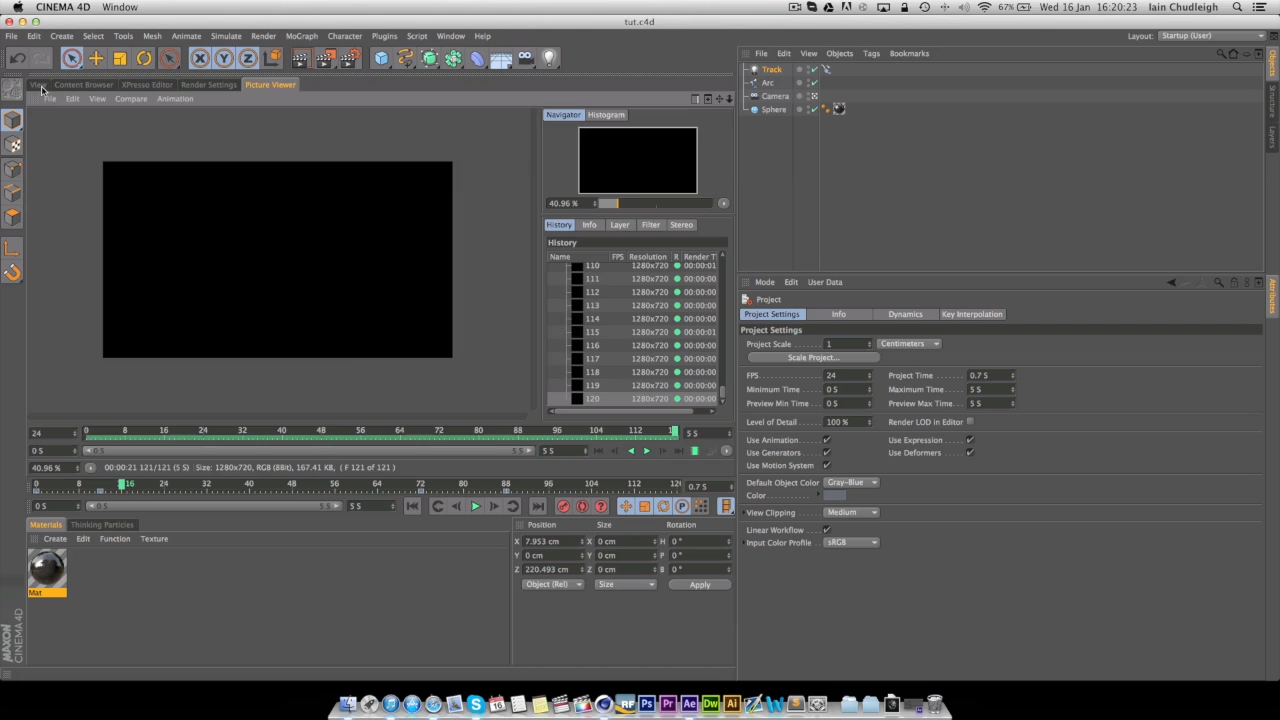 CINEMA 4D Window
67% Wed 16 Jan 16:20:23 Iain Chudleigh
tut.c4d
File Edit Create Select Tools Mesh Animate Simulate Render MoGraph Character Plugins Script Window Help
Layout: Startup (User)
File Edit View Objects Tags Bookmarks
View Content Browser XPresso Editor Render Settings Picture Viewer
File Edit View Compare Animation
Track
Arc
Camera
Sphere
Objects
Structure
Layers
Navigator Histogram
40.96 %
History Info Layer Filter Stereo
History
Name FPS Resolution R Render T
110 1280x720 00:00:01
111 1280x720 00:00:00
112 1280x720 00:00:00
113 1280x720 00:00:00
114 1280x720 00:00:00
115 1280x720 00:00:01
116 1280x720 00:00:00
117 1280x720 00:00:00
118 1280x720 00:00:00
119 1280x720 00:00:00
120 1280x720 00:00:00
Mode Edit User Data
Attributes
Project
Project Settings Info Dynamics Key Interpolation
Project Settings
Project Scale 1 Centimeters
Scale Project...
FPS 24 Project Time 0.7 S
Minimum Time 0 S Maximum Time 5 S
Preview Min Time 0 S Preview Max Time 5 S
Level of Detail 100 % Render LOD in Editor
Use Animation Use Expression
Use Generators Use Deformers
Use Motion System
Default Object Color Gray-Blue
Color
View Clipping Medium
Linear Workflow
Input Color Profile sRGB
24 0 8 16 24 32 40 48 56 64 72 80 88 96 104 112 5 S
0 S 0 S 5 S 5 S
40.96 % 00:00:21 121/121 (5 S) Size: 1280x720, RGB (8Bit), 167.41 KB, ( F 121 of 121 )
0 8 16 24 32 40 48 56 64 72 80 88 96 104 112 0.7 S
0 S 0 S 5 S 5 S
Materials Thinking Particles
Create Edit Function Texture
Mat
Position Size Rotation
X 7.953 cm X 0 cm H 0 °
Y 0 cm Y 0 cm P 0 °
Z 220.493 cm Z 0 cm B 0 °
Object (Rel) Size Apply
MAXON
CINEMA 4D
16
RF Ps Pr Ae Dw Ai
W S